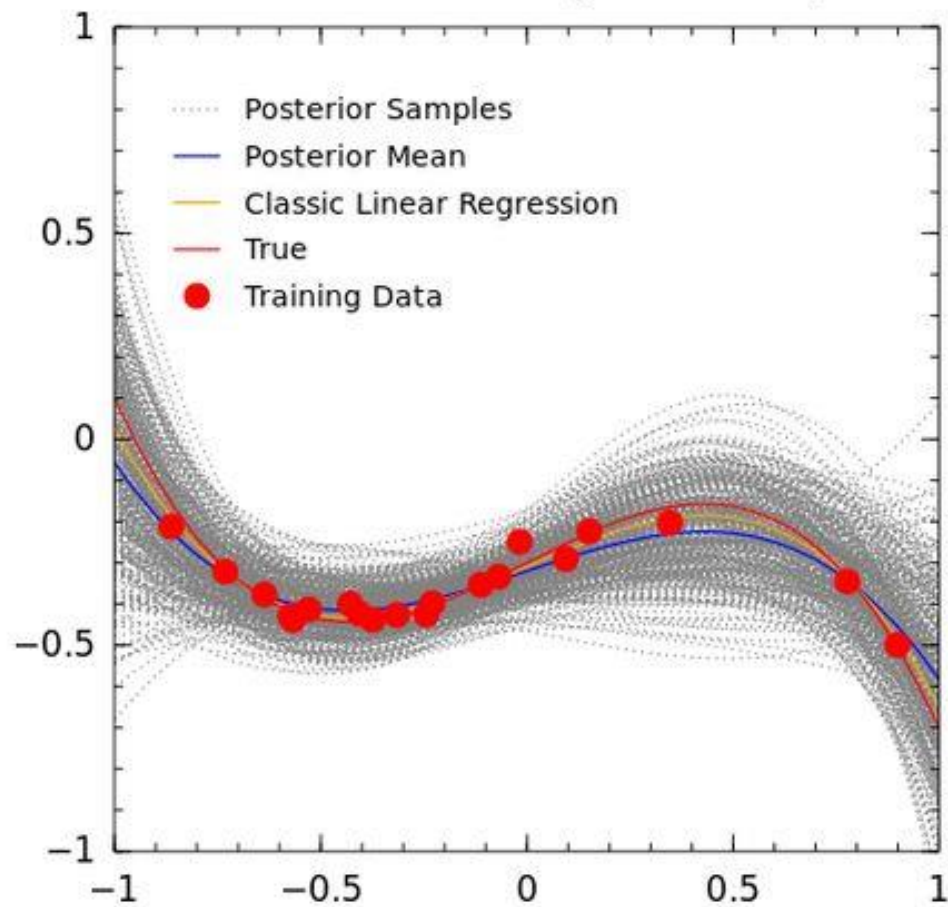 1
Posterior Samples
Posterior Mean
Classic Linear Regression
0.5
True
Training Data
0
−0.5
−1
−1 −0.5 0 0.5 1